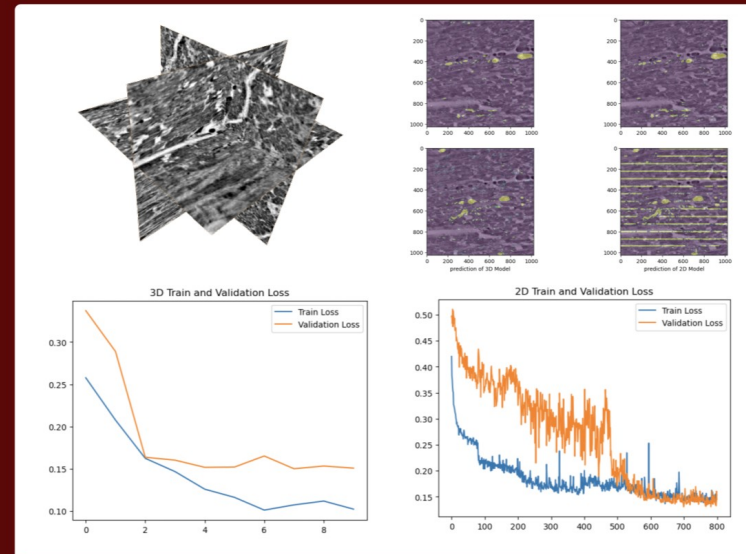 0
200
400
600
800
1000
0 200 400 600 800 1000
0
200
400
600
800
1000
0 200 400 600 800 1000
0
200
400
600
800
1000
0 200 400 600 800 1000
prediction of 3D Model
0
200
400
600
800
1000
0 200 400 600 800 1000
prediction of 2D Model
3D Train and Validation Loss
Train Loss
Validation Loss
0.30
0.25
0.20
0.15
0.10
0 2 4 6 8
2D Train and Validation Loss
Train Loss
Validation Loss
0.50
0.45
0.40
0.35
0.30
0.25
0.20
0.15
0 100 200 300 400 500 600 700 800